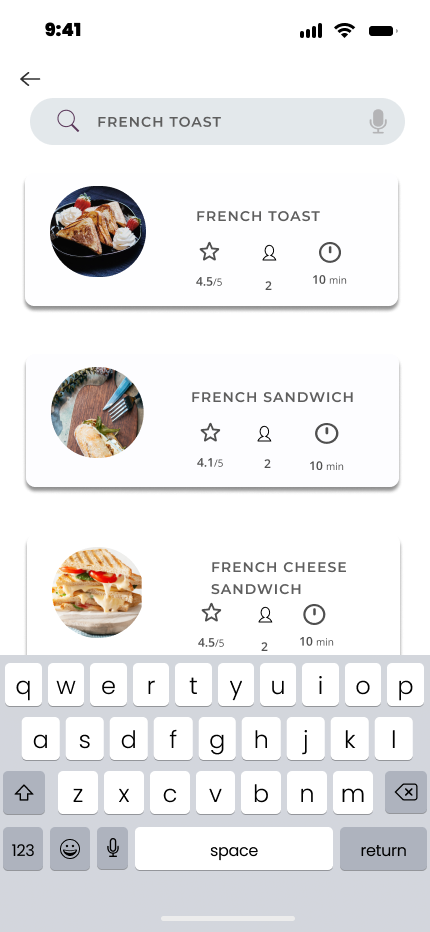 9:41
FRENCH TOAST
FRENCH TOAST
4.5/5 2 10 min
FRENCH SANDWICH
4.1/5 2 10 min
FRENCH CHEESE
SANDWICH
4.5/5 2 10 min
q w e r t y u i o p
a s d f g h j k l
z x c v b n m
123 space return